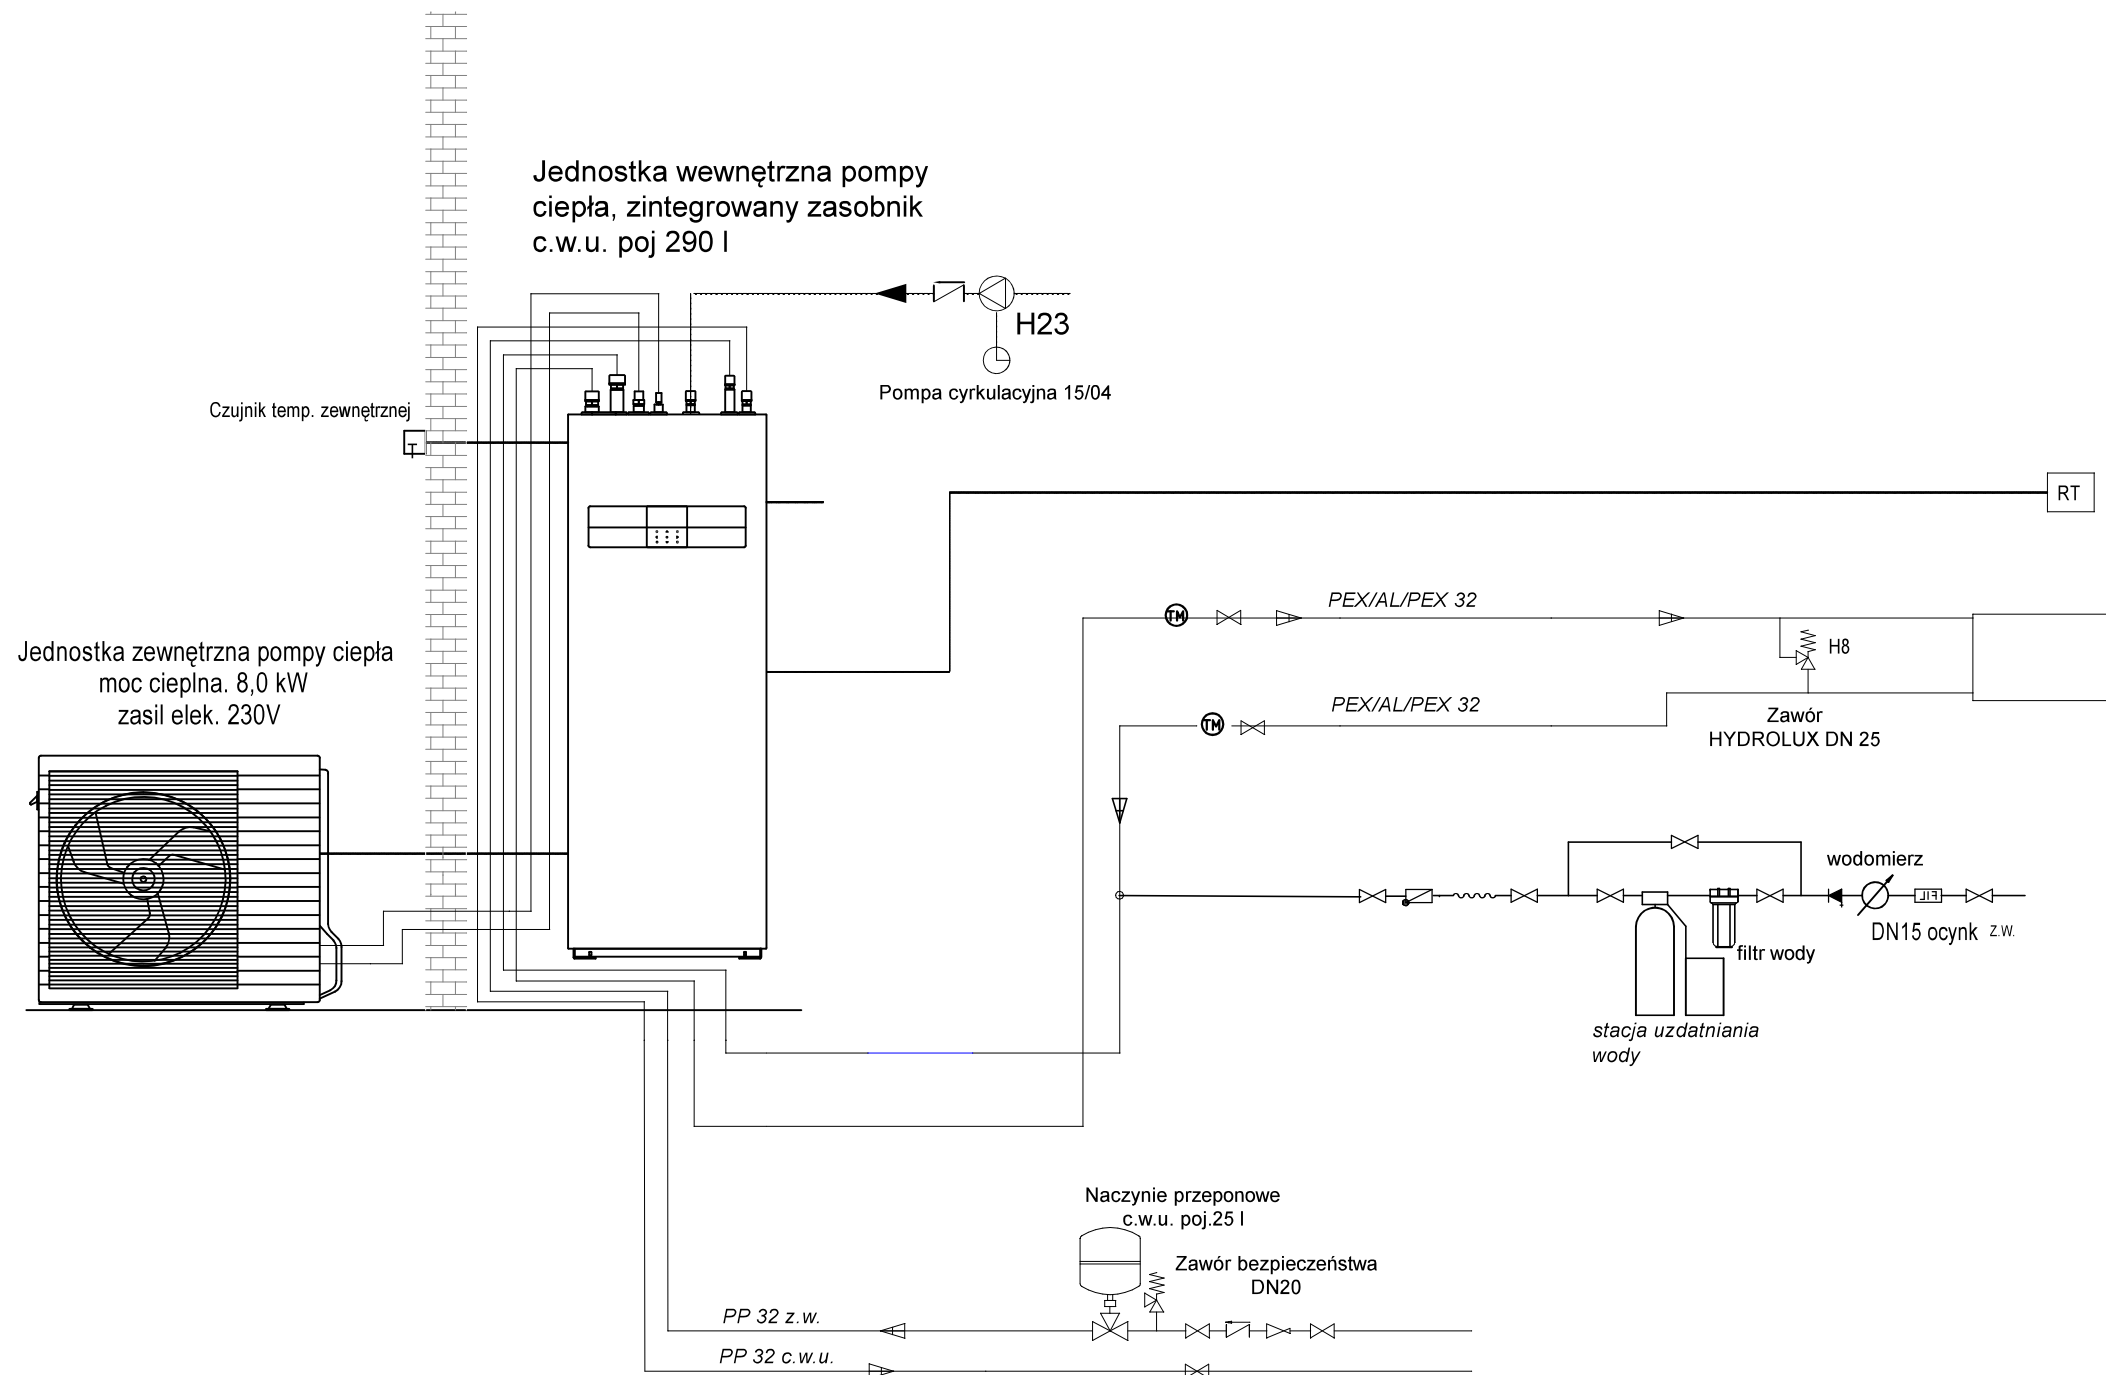 Jednostka wewnętrzna pompy
ciepła, zintegrowany zasobnik
c.w.u. poj 290 l
H23
Pompa cyrkulacyjna 15/04
Czujnik temp. zewnętrznej
T
RT
PEX/AL/PEX 32
TM
H8
Jednostka zewnętrzna pompy ciepła
moc cieplna. 8,0 kW
zasil elek. 230V
PEX/AL/PEX 32
TM
Zawór
HYDROLUX DN 25
wodomierz
FIL
DN15 ocynk z.w.
filtr wody
stacja uzdatniania
wody
Naczynie przeponowe
c.w.u. poj.25 l
Zawór bezpieczeństwa
DN20
PP 32 z.w.
PP 32 c.w.u.